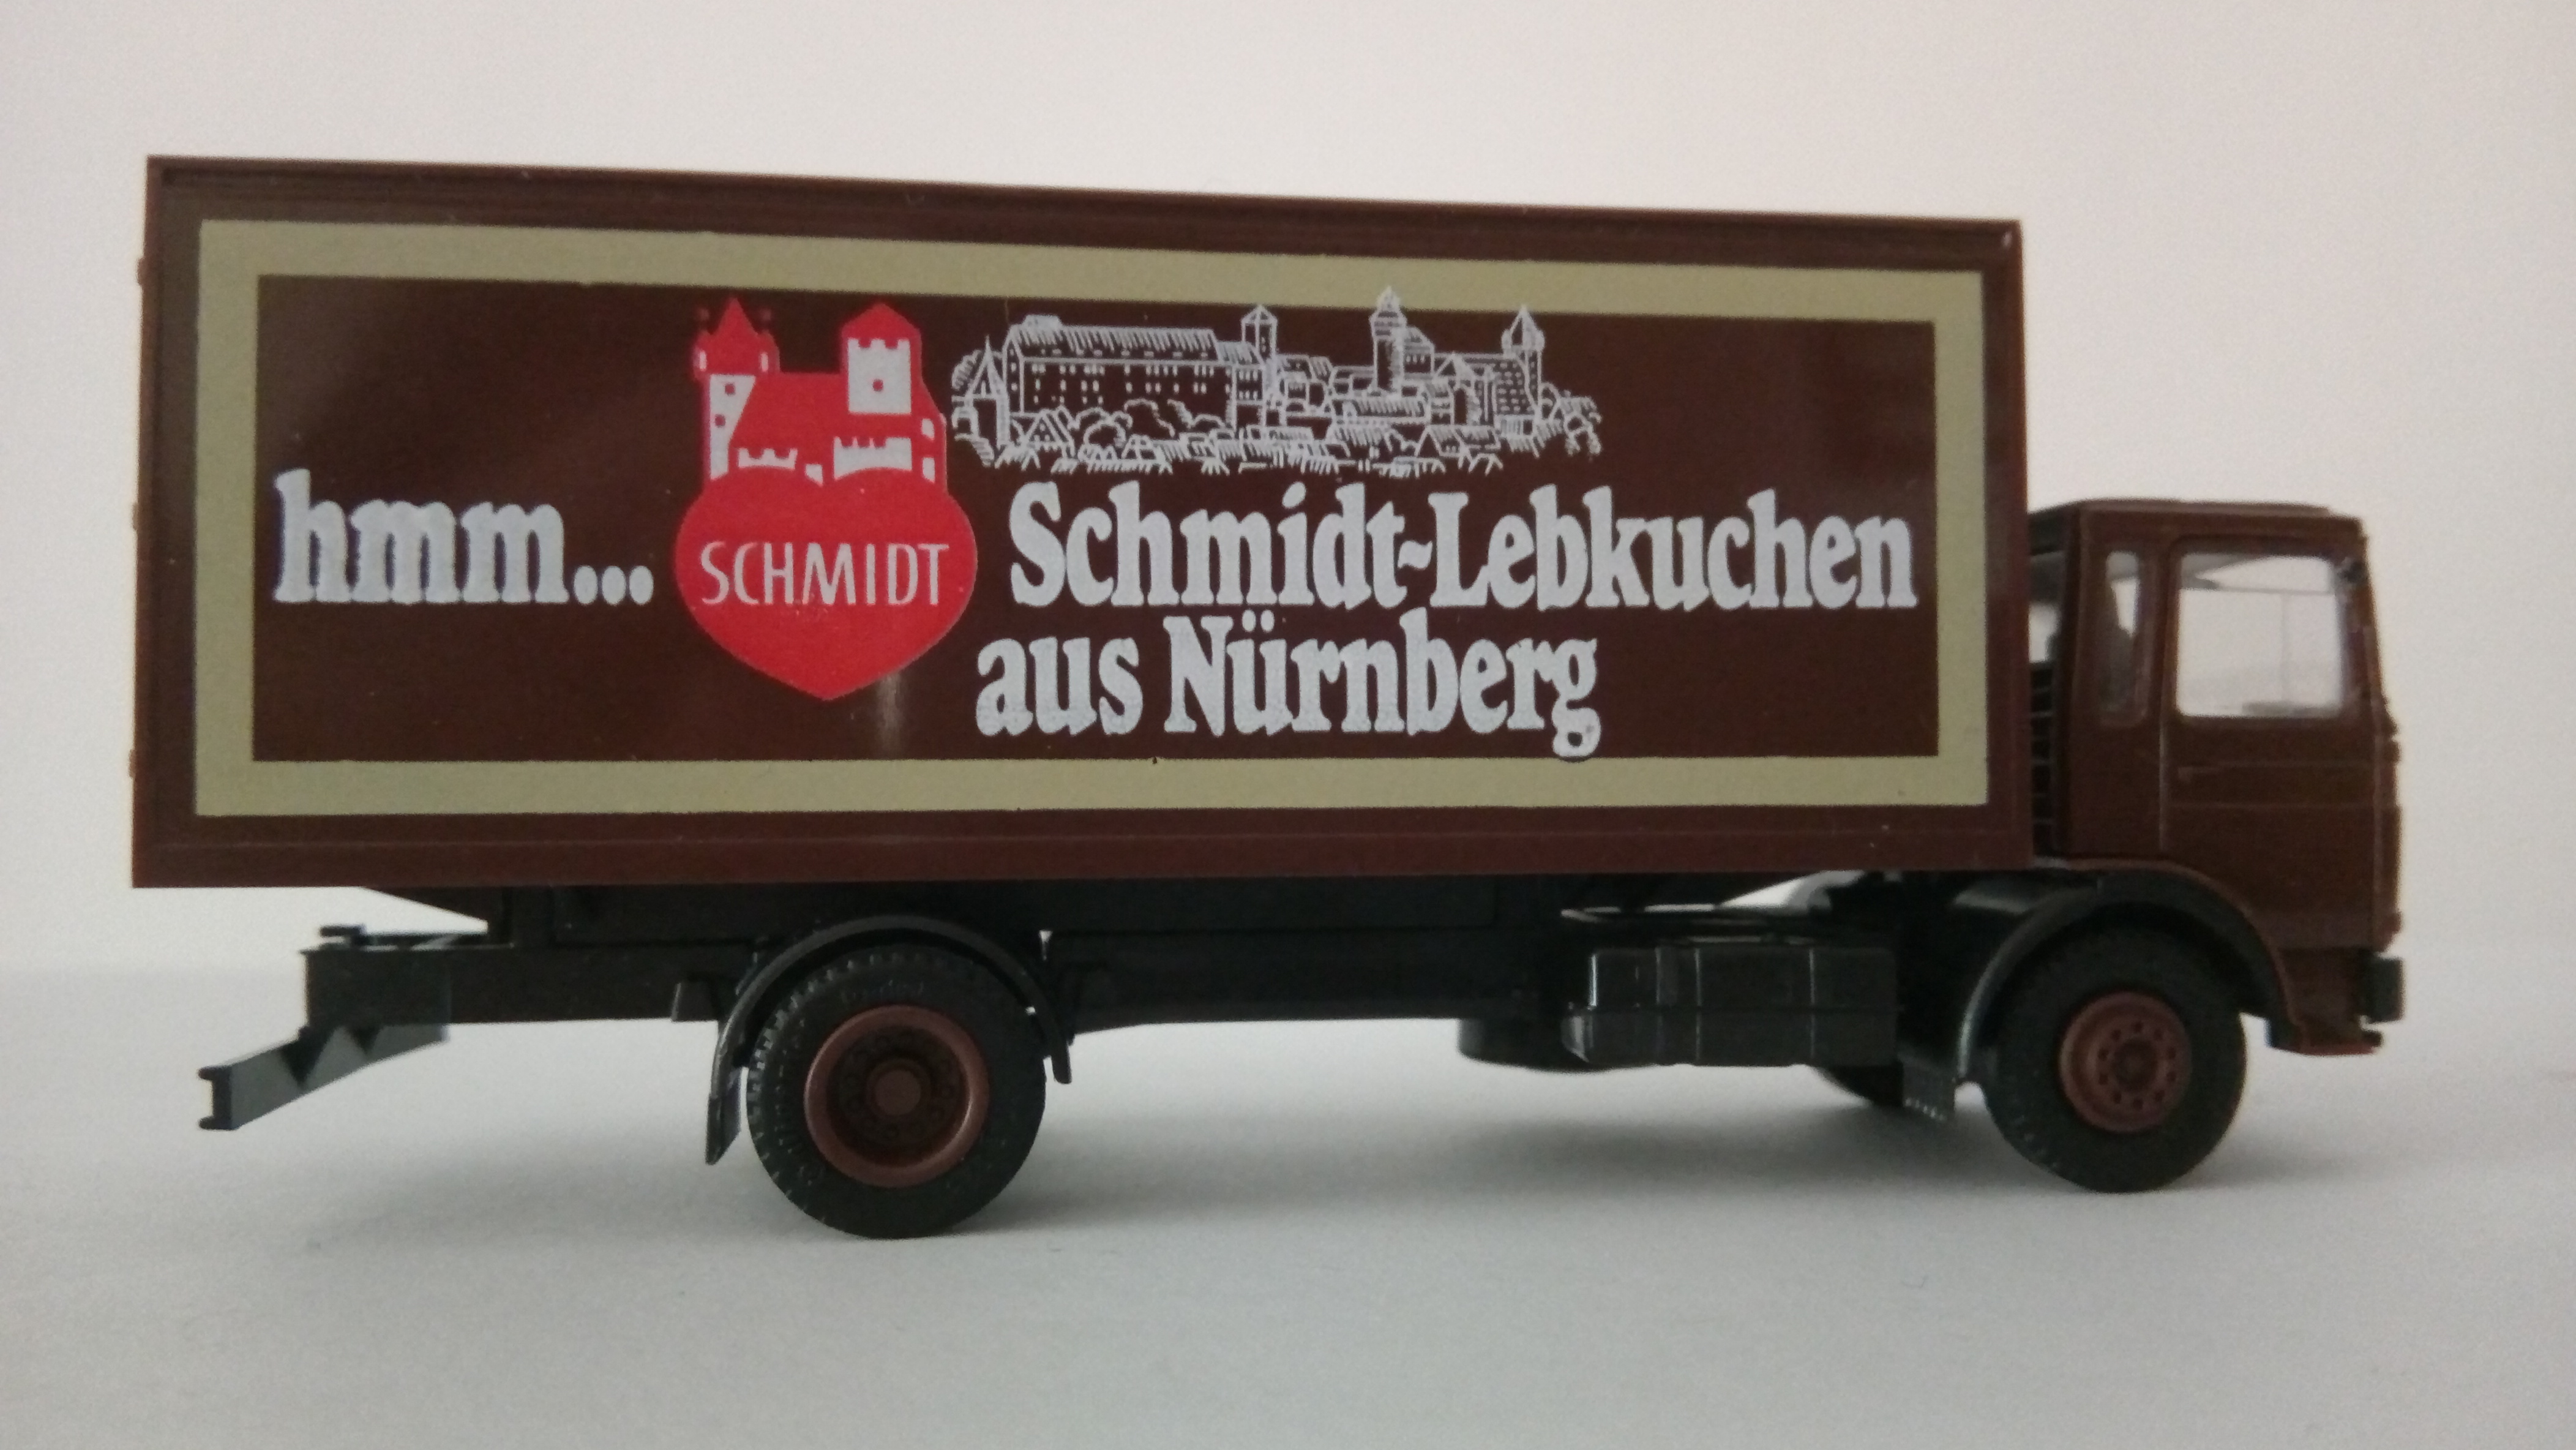 hmm...
SCHMIDT
Schmidt-Lebkuchen
aus Nürnberg